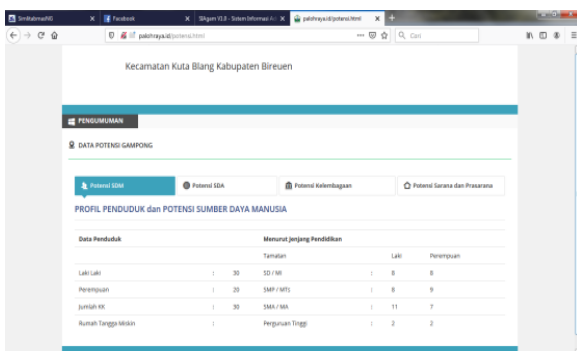 SimRabmasNG
Facebook
SIAgam V3.0 - Sistem Informasi A
palohraya.id/potensi.html
palohraya.id/potensi.html
Cari
Kecamatan Kuta Blang Kabupaten Bireuen
PENGUMUMAN
DATA POTENSI GAMPONG
Potensi SDM Potensi SDA Potensi Kelembagaan Potensi Sarana dan Prasarana
PROFIL PENDUDUK dan POTENSI SUMBER DAYA MANUSIA
Data Penduduk Menurut Jenjang Pendidikan
Tamatan Laki Perempuan
Laki Laki : 30 SD / MI : 8 8
Perempuan : 20 SMP / MTs : 8 9
Jumlah KK : 30 SMA / MA : 11 7
Rumah Tangga Miskin : Perguruan Tinggi : 2 2